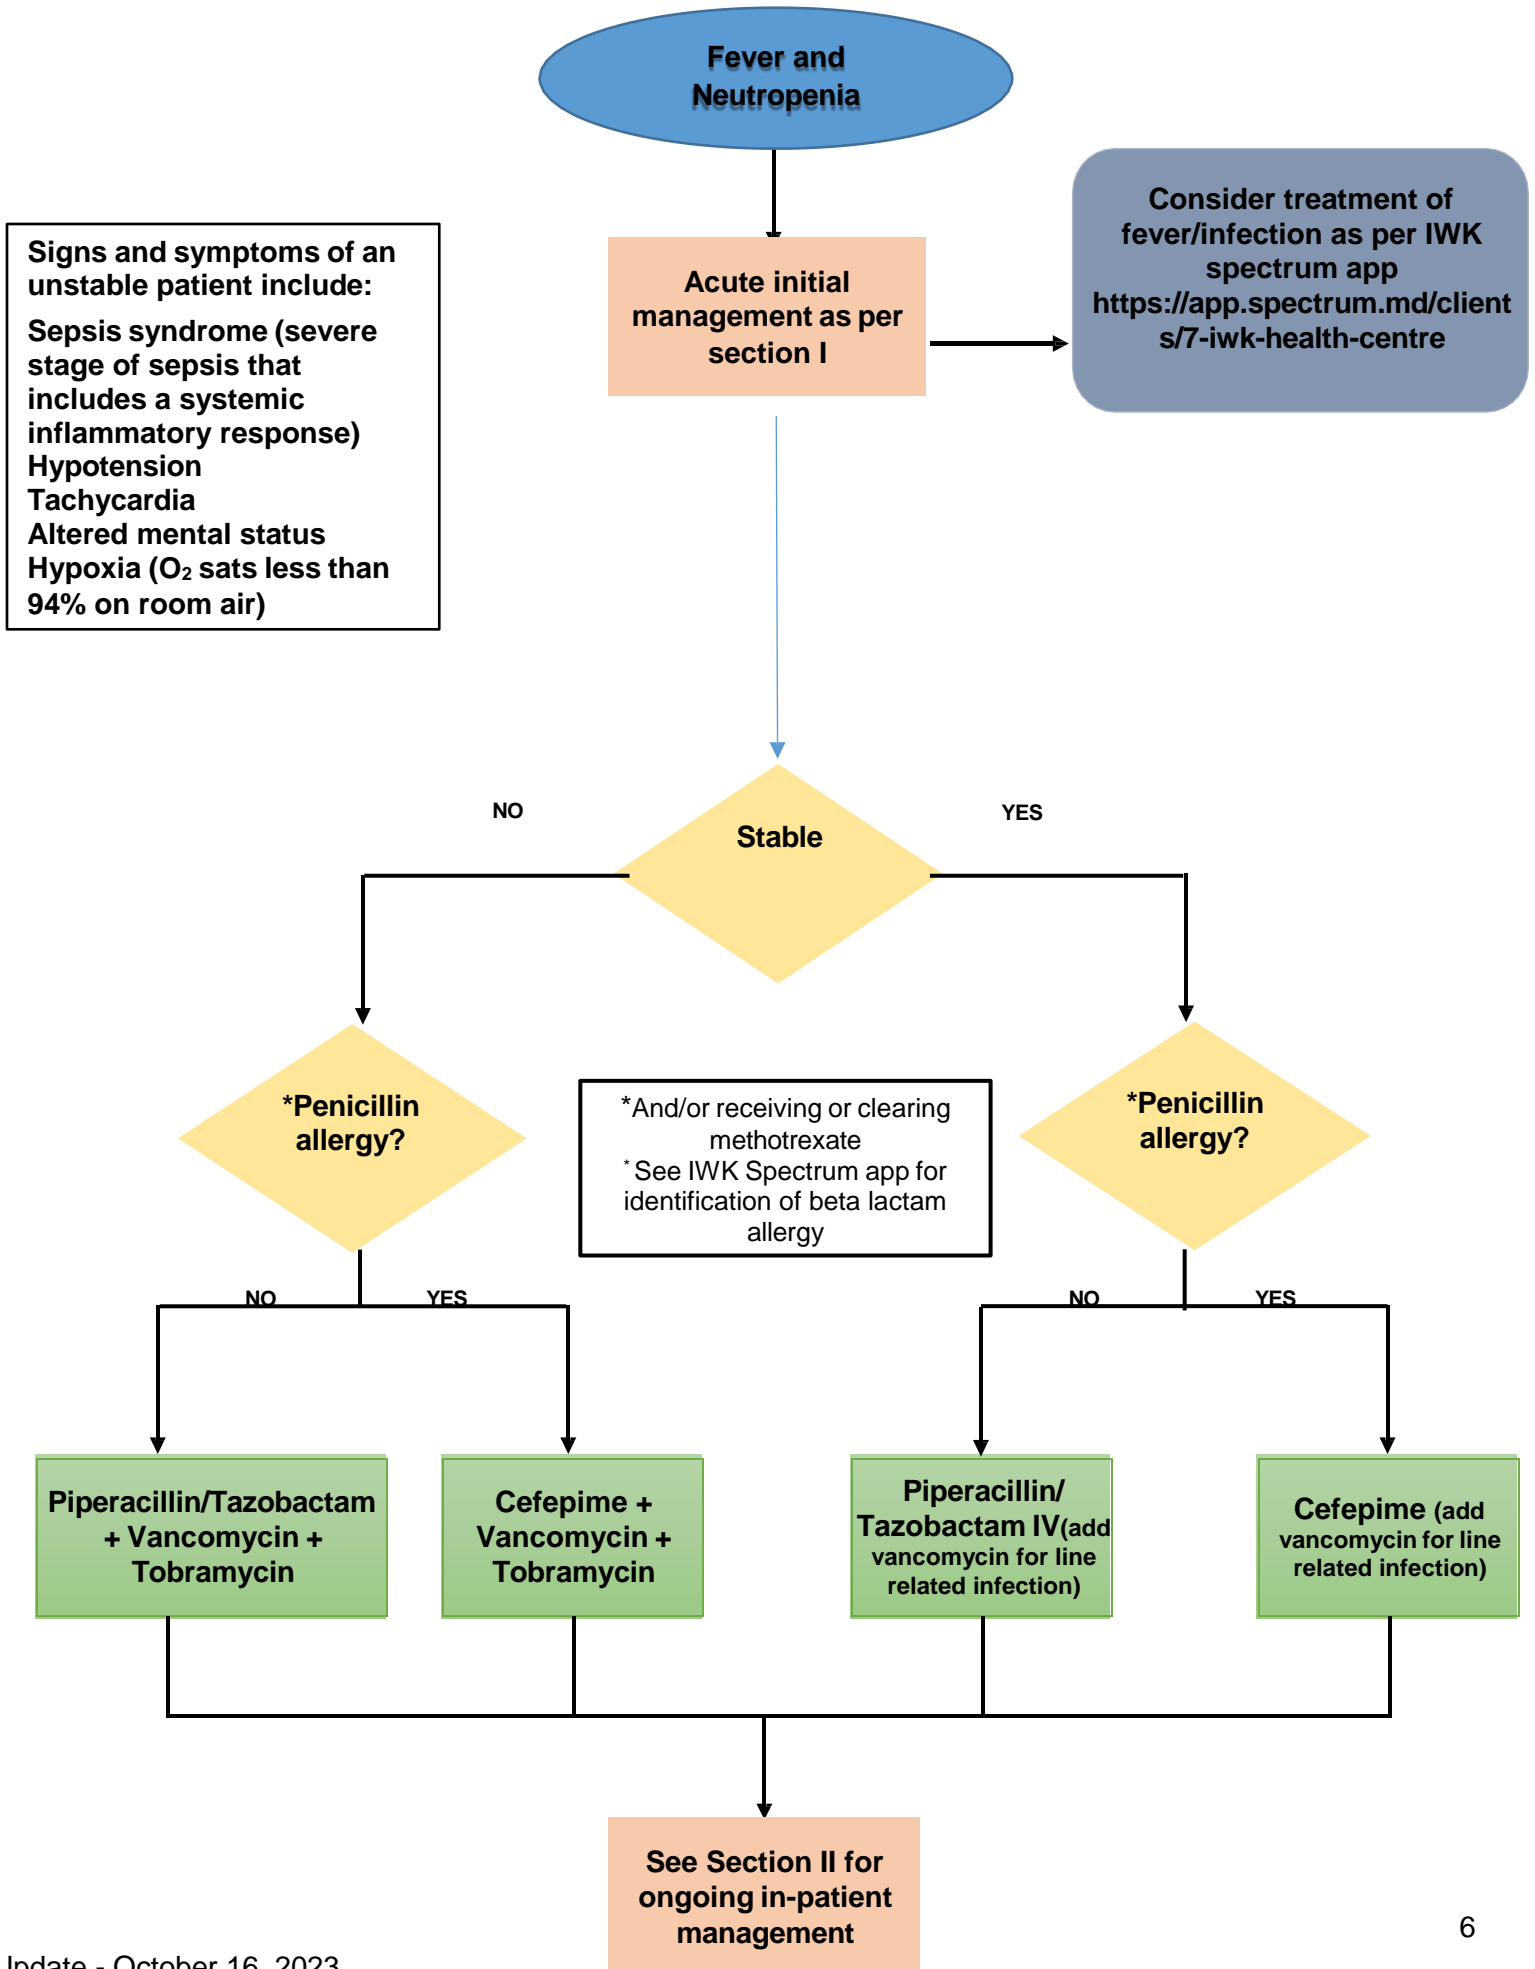 Fever and
Neutropenia
Consider treatment of
fever/infection as per IWK
spectrum app
https://app.spectrum.md/client
s/7-iwk-health-centre
Signs and symptoms of an
unstable patient include:
Sepsis syndrome (severe
stage of sepsis that
includes a systemic
inflammatory response)
Hypotension
Tachycardia
Altered mental status
Hypoxia (O₂ sats less than
94% on room air)
Acute initial
management as per
section I
NO
YES
Stable
*Penicillin
allergy?
*And/or receiving or clearing
methotrexate
* See IWK Spectrum app for
identification of beta lactam
allergy
*Penicillin
allergy?
NO
YES
NO
YES
Piperacillin/Tazobactam
+ Vancomycin +
Tobramycin
Cefepime +
Vancomycin +
Tobramycin
Piperacillin/
Tazobactam IV(add
vancomycin for line
related infection)
Cefepime (add
vancomycin for line
related infection)
See Section II for
ongoing in-patient
management
6
Update - October 16, 2023